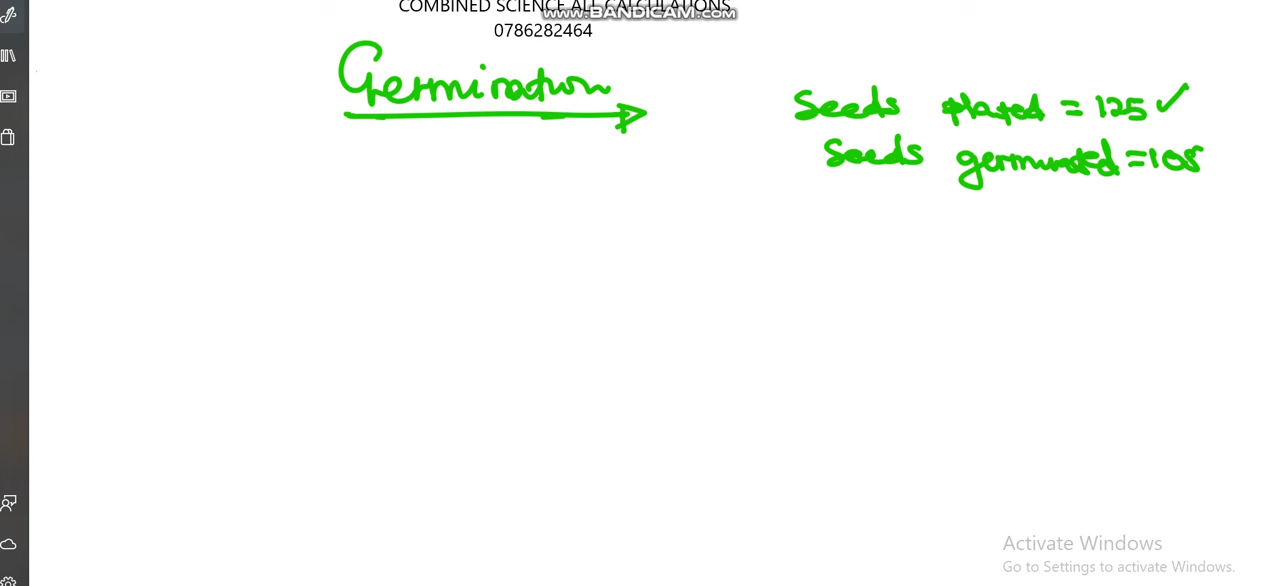 COMBINED SCIENCE ALL CALCULATIONS
www.BANDICAM.com
0786282464
Germination
Seeds planted = 125 ✓
Seeds germinated = 108
Activate Windows
Go to Settings to activate Windows.